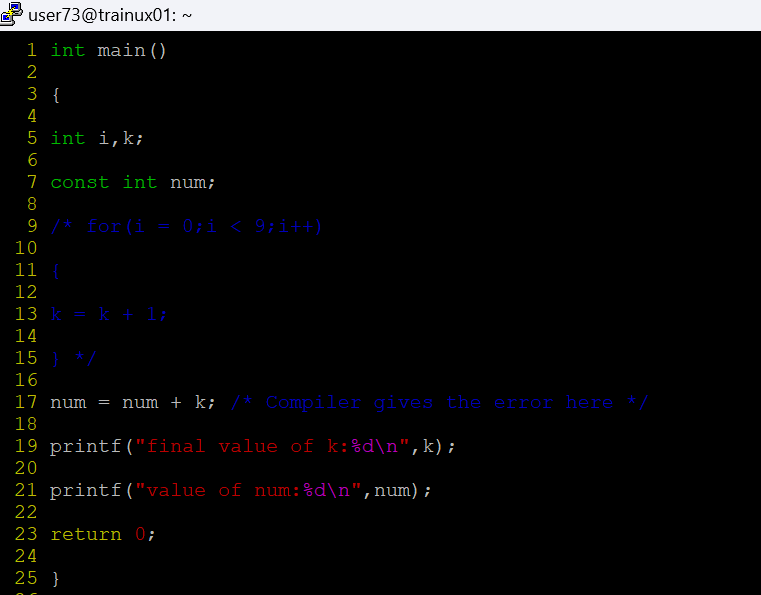 user73@trainux01: ~
1 int main()
2
3 {
4
5 int i,k;
6
7 const int num;
8
9 /* for(i = 0;i < 9;i++)
10
11 {
12
13 k = k + 1;
14
15 } */
16
17 num = num + k; /* Compiler gives the error here */
18
19 printf("final value of k:%d\n",k);
20
21 printf("value of num:%d\n",num);
22
23 return 0;
24
25 }